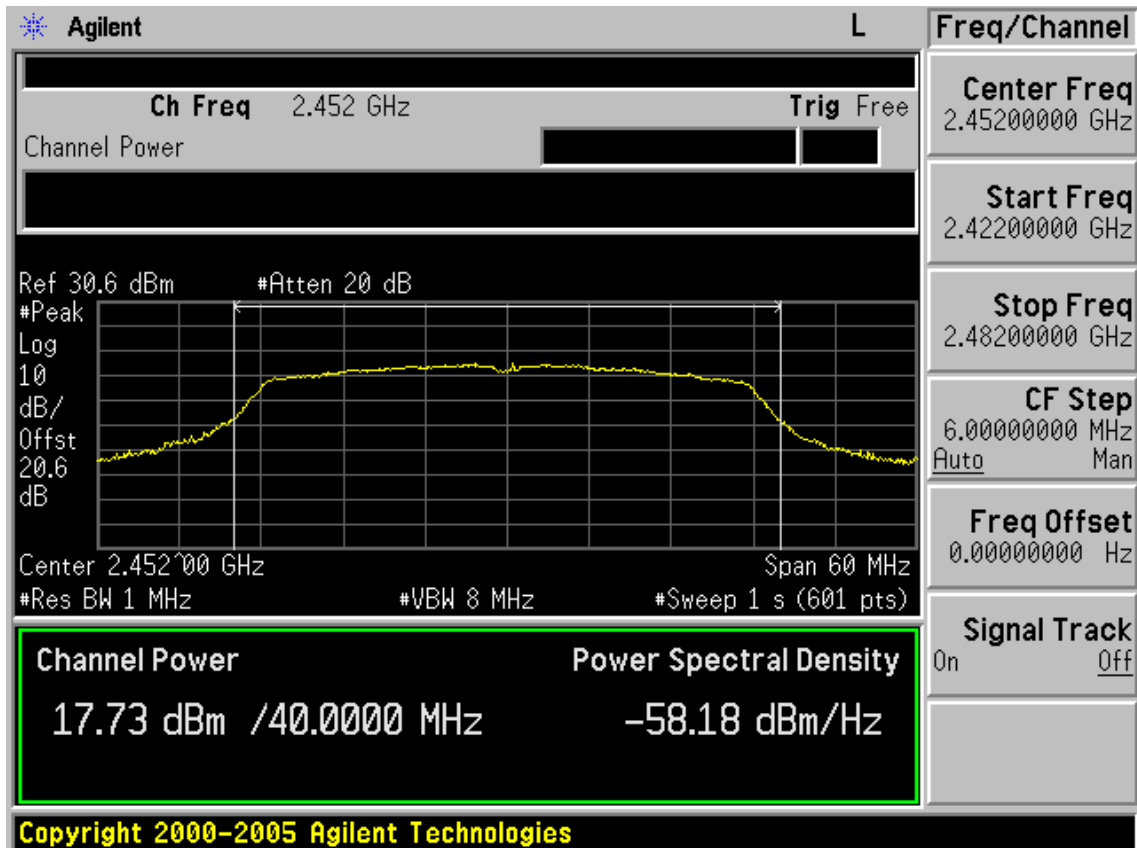 Agilent L
Ch Freq 2.452 GHz Trig Free
Channel Power
Ref 30.6 dBm #Atten 20 dB
#Peak
Log
10
dB/
Offst
20.6
dB
Center 2.452^00 GHz Span 60 MHz
#Res BW 1 MHz #VBW 8 MHz #Sweep 1 s (601 pts)
Channel Power Power Spectral Density
17.73 dBm /40.0000 MHz -58.18 dBm/Hz
Copyright 2000-2005 Agilent Technologies
Freq/Channel
Center Freq
2.45200000 GHz
Start Freq
2.42200000 GHz
Stop Freq
2.48200000 GHz
CF Step
6.00000000 MHz
Auto Man
Freq Offset
0.00000000 Hz
Signal Track
On Off